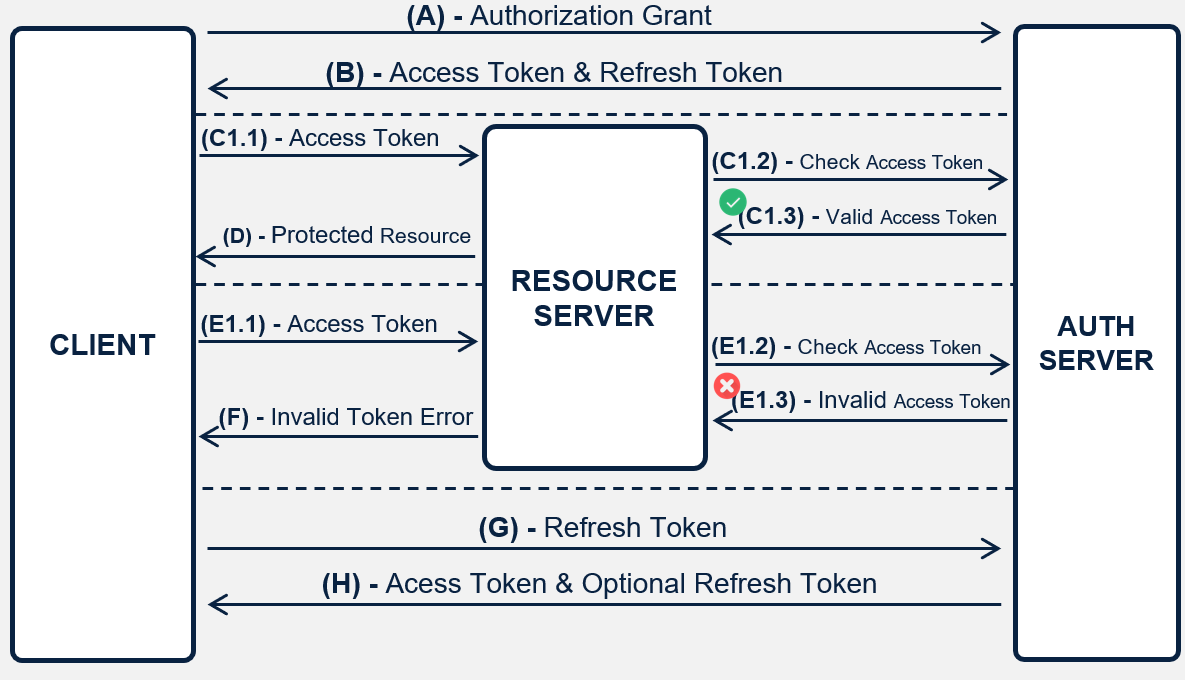 (A) - Authorization Grant
(B) - Access Token & Refresh Token
(C1.1) - Access Token
(C1.2) - Check Access Token
(C1.3) - Valid Access Token
(D) - Protected Resource
RESOURCE
SERVER
CLIENT
AUTH
SERVER
(E1.1) - Access Token
(E1.2) - Check Access Token
(E1.3) - Invalid Access Token
(F) - Invalid Token Error
(G) - Refresh Token
(H) - Acess Token & Optional Refresh Token